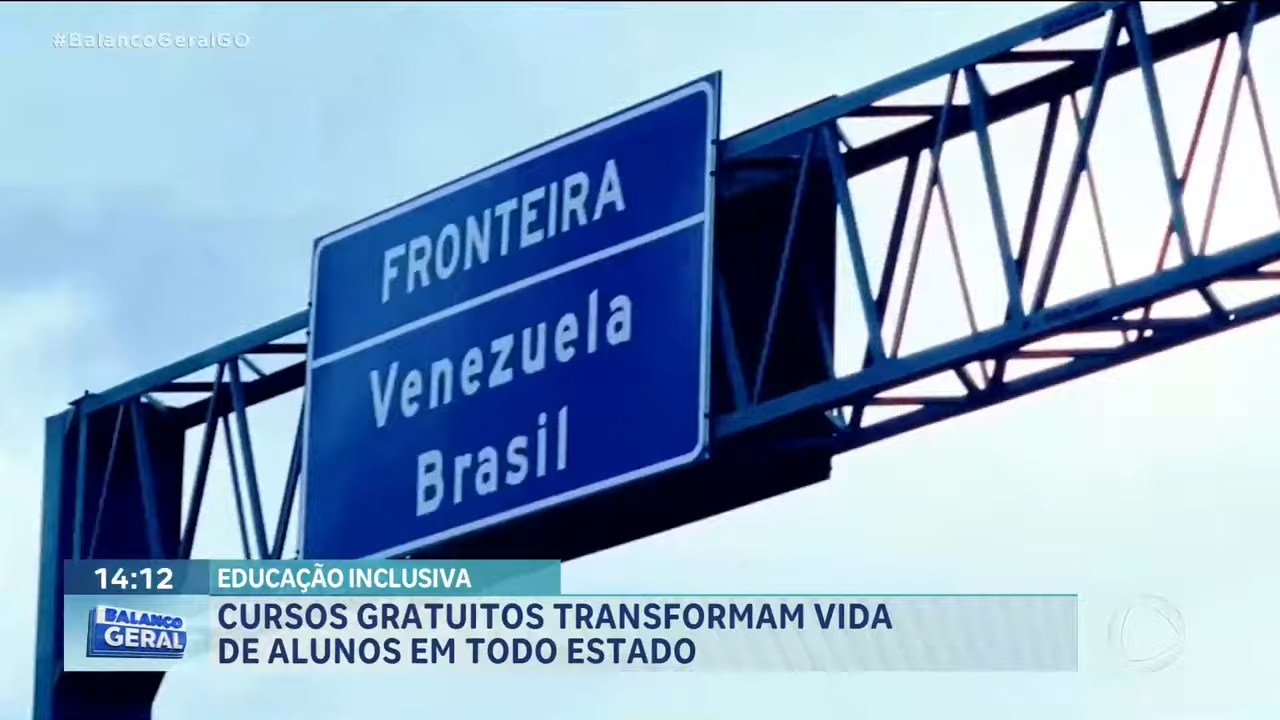 #BalancoGeralGO
FRONTEIRA
Venezuela
Brasil
14:12
EDUCAÇÃO INCLUSIVA
BALANÇO
GERAL
CURSOS GRATUITOS TRANSFORMAM VIDA
DE ALUNOS EM TODO ESTADO